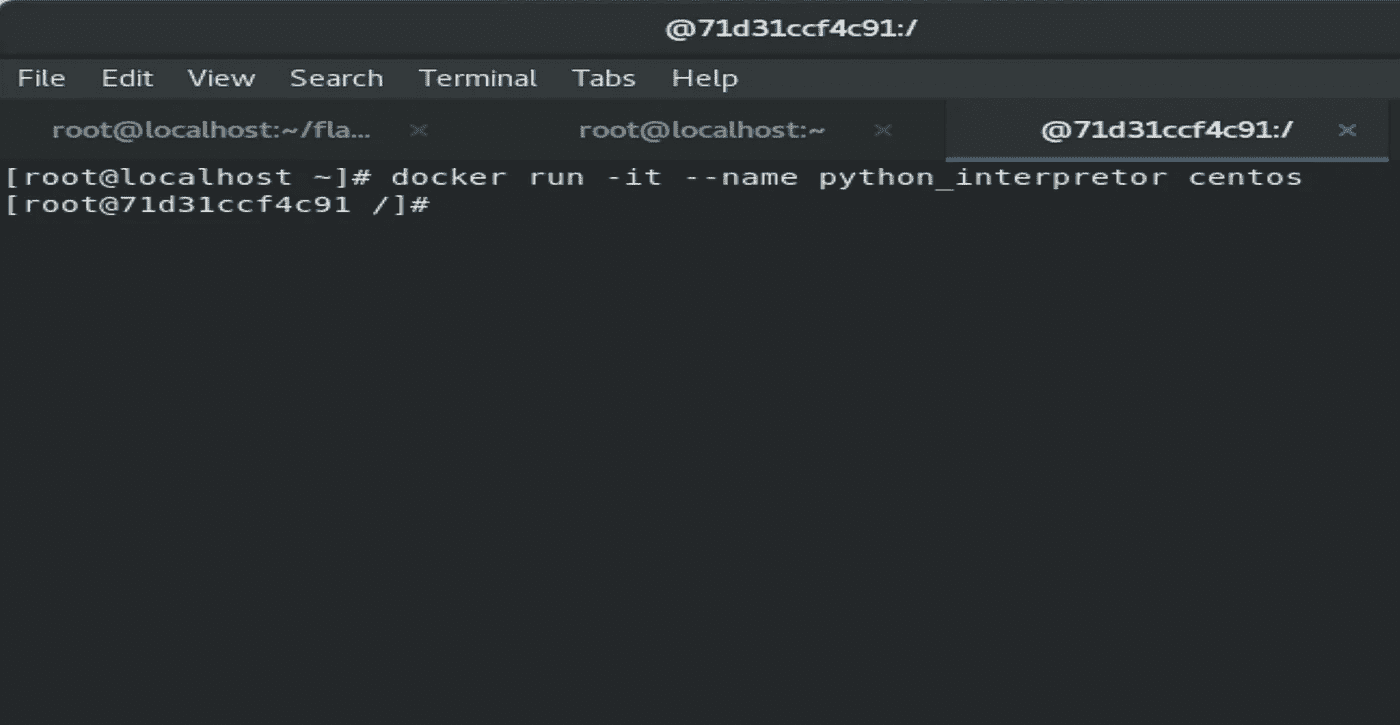 @71d31ccf4c91:/
File Edit View Search Terminal Tabs Help
root@localhost:~/fla... × root@localhost:~ × @71d31ccf4c91:/ ×
[root@localhost ~]# docker run -it --name python_interpretor centos
[root@71d31ccf4c91 /]#